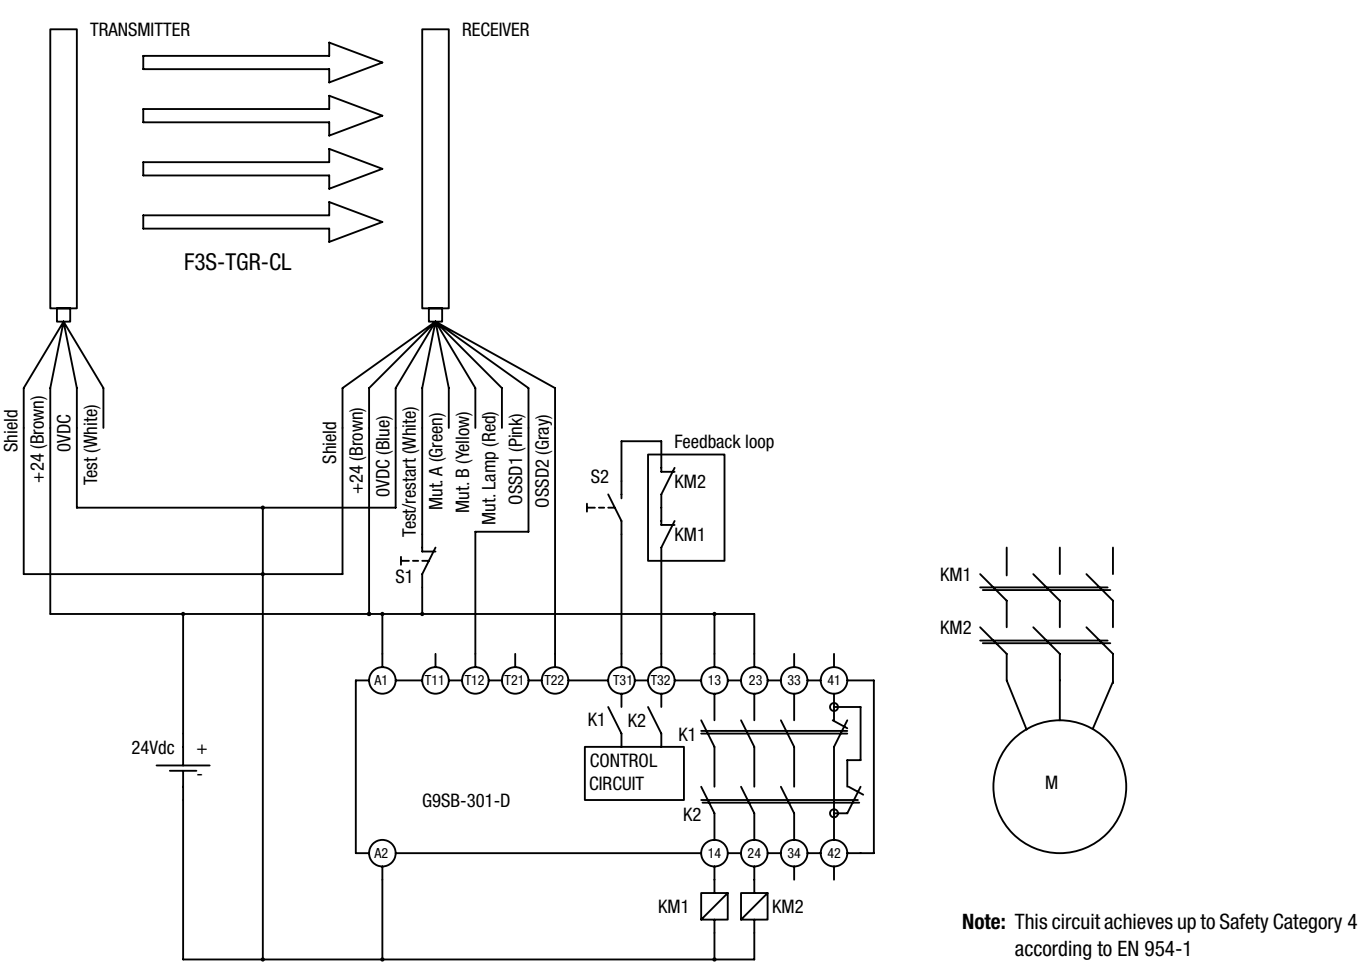 TRANSMITTER
RECEIVER
F3S-TGR-CL
Shield
+24 (Brown)
0VDC
Test (White)
Shield
+24 (Brown)
0VDC (Blue)
Test/restart (White)
Mut. A (Green)
Mut. B (Yellow)
Mut. Lamp (Red)
OSSD1 (Pink)
OSSD2 (Gray)
S1
S2
Feedback loop
KM2
KM1
A1
T11
T12
T21
T22
T31
T32
13
23
33
41
K1
K2
K1
CONTROL
CIRCUIT
K2
24Vdc
+
-
G9SB-301-D
A2
14
24
34
42
KM1
KM2
KM1
KM2
M
Note: This circuit achieves up to Safety Category 4
according to EN 954-1